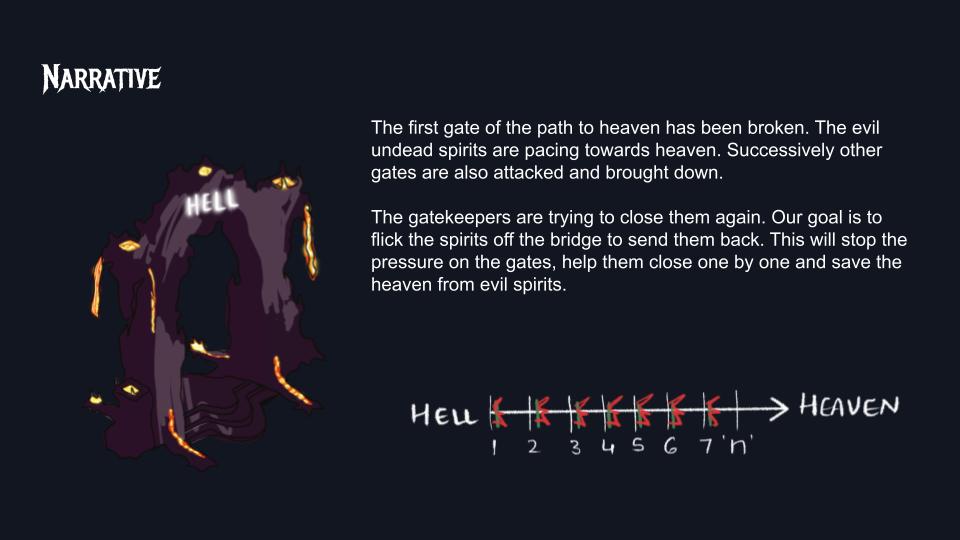 NARRATIVE
The first gate of the path to heaven has been broken. The evil
undead spirits are pacing towards heaven. Successively other
gates are also attacked and brought down.
The gatekeepers are trying to close them again. Our goal is to
flick the spirits off the bridge to send them back. This will stop the
pressure on the gates, help them close one by one and save the
heaven from evil spirits.
HELL
HELL HEAVEN
1 2 3 4 5 6 7 'n'